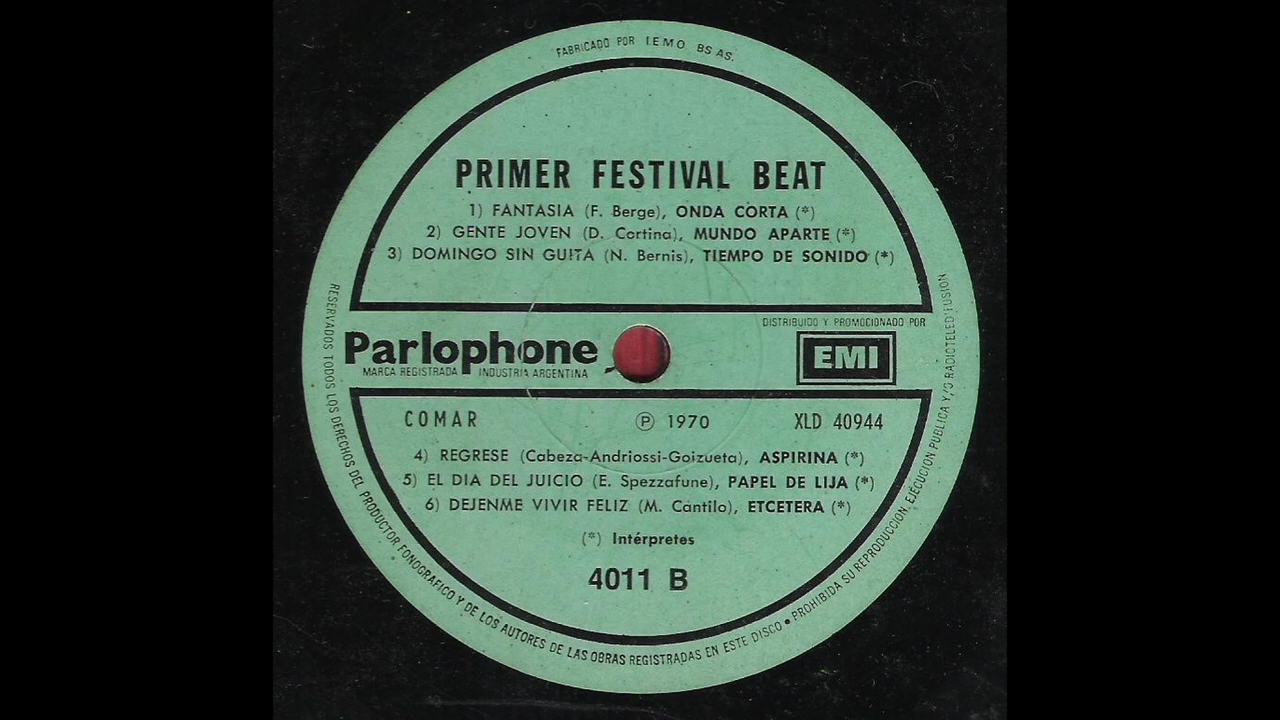 FABRICADO POR IEMO, BS AS.
PRIMER FESTIVAL BEAT
1) FANTASIA (F. Berge), ONDA CORTA (*)
2) GENTE JOVEN (D. Cortina), MUNDO APARTE (*)
3) DOMINGO SIN GUITA (N. Bernis), TIEMPO DE SONIDO (*)
Parlophone
MARCA REGISTRADA INDUSTRIA ARGENTINA
DISTRIBUIDO Y PROMOCIONADO POR
EMI
COMAR ℗ 1970 XLD 40944
4) REGRESE (Cabeza-Andriossi-Goizueta), ASPIRINA (*)
5) EL DIA DEL JUICIO (E. Spezzafune), PAPEL DE LIJA (*)
6) DEJENME VIVIR FELIZ (M. Cantilo), ETCETERA (*)
(*) Intérpretes
4011 B
RESERVADOS TODOS LOS DERECHOS DEL PRODUCTOR FONOGRAFICO Y DE LOS AUTORES DE LAS OBRAS REGISTRADAS EN ESTE DISCO • PROHIBIDA SU REPRODUCCION, EJECUCION PUBLICA Y/O RADIOTELEDIFUSION